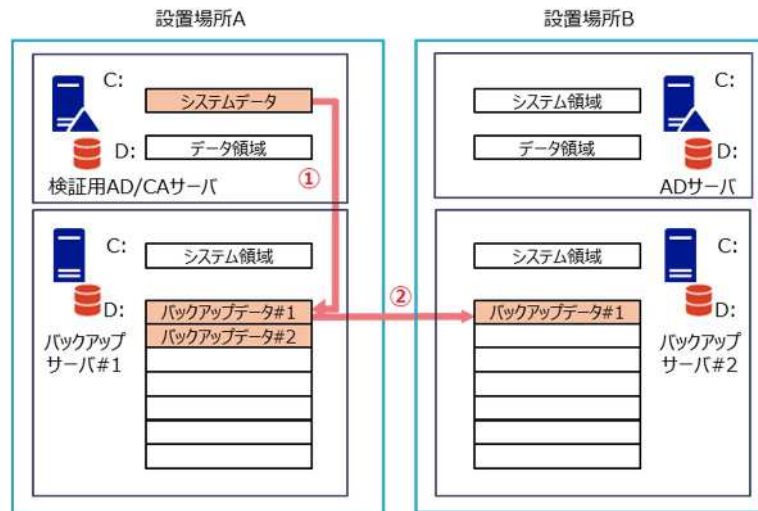 設置場所A
設置場所B
C:
システムデータ
D:
データ領域
①
検証用AD/CAサーバ
システム領域
C:
データ領域
D:
ADサーバ
C:
システム領域
D:
バックアップデータ#1
バックアップデータ#2
バックアップ
サーバ#1
②
システム領域
C:
バックアップデータ#1
D:
バックアップ
サーバ#2